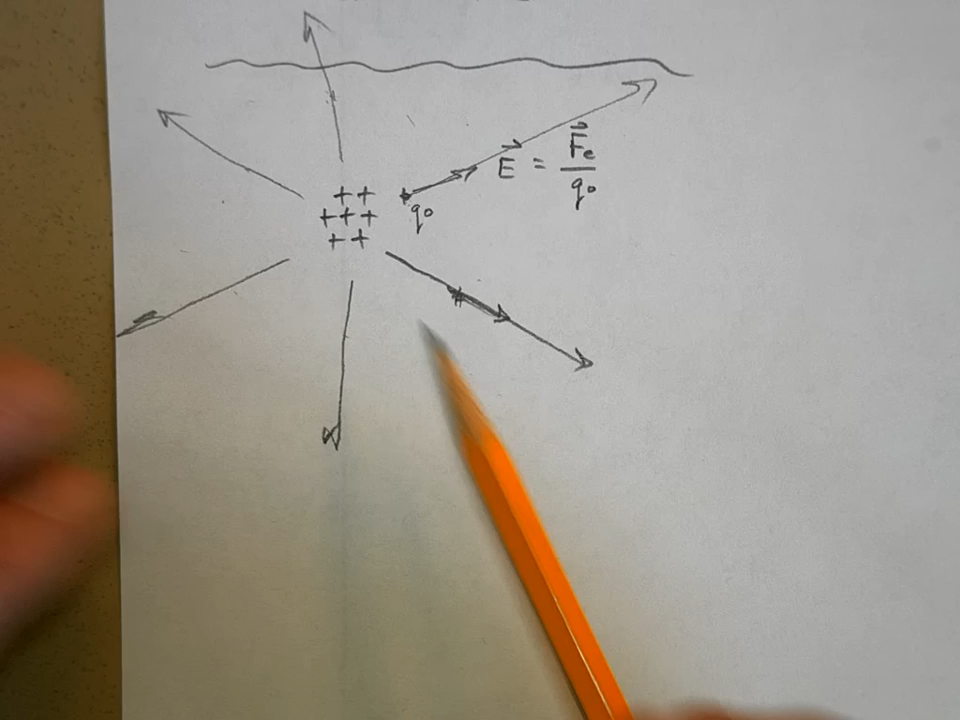 + +
+ + +
+ +
q₀
E⃗ = F⃗e / q₀